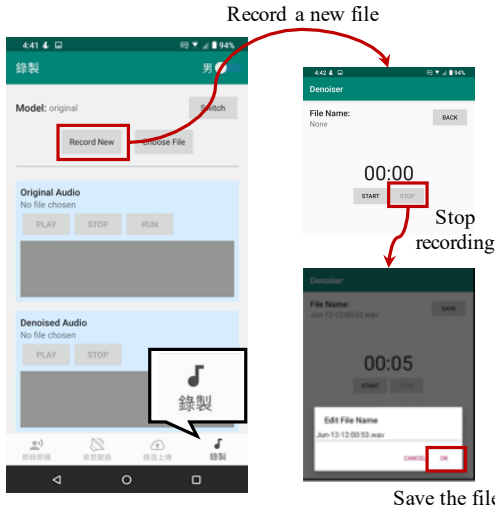 Record a new file
4:41
94%
錄製
男
Model: original
Switch
Record New
Choose File
Original Audio
No file chosen
PLAY STOP RUN
Denoised Audio
No file chosen
PLAY STOP
錄製
錄音上傳
錄製
4:42
94%
Denoiser
File Name:
None
BACK
00:00
START STOP
Stop
recording
Denoiser
File Name:
Jun-12-12:00:53.wav
SAVE
00:05
START STOP
Edit File Name
Jun-12-12:00:53.wav
CANCEL OK
Save the file